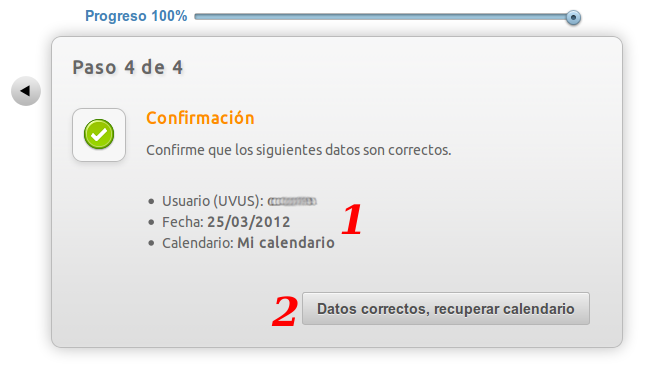 Progreso 100%
Paso 4 de 4
Confirmación
Confirme que los siguientes datos son correctos.
Usuario (UVUS):
Fecha: 25/03/2012
Calendario: Mi calendario
1
2
Datos correctos, recuperar calendario